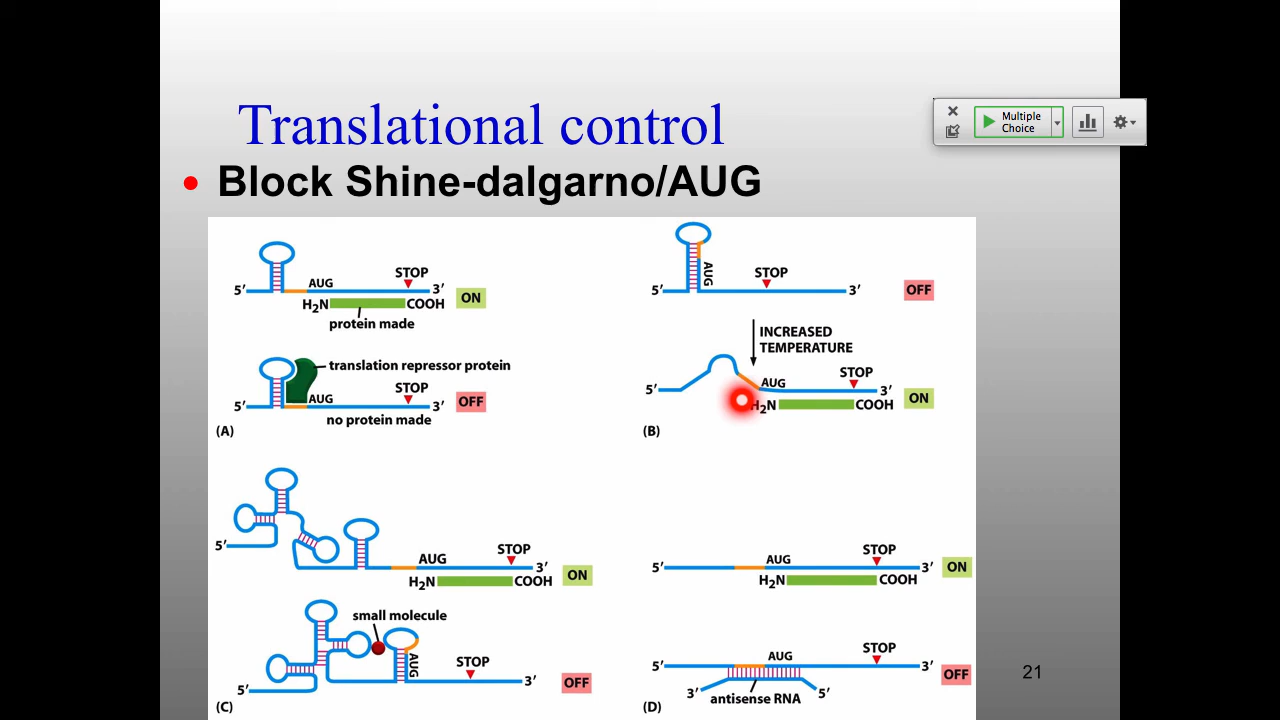 Translational control
Multiple
Choice
• Block Shine-dalgarno/AUG
5′ AUG STOP 3′
H2N COOH
ON
protein made
translation repressor protein
5′ AUG STOP 3′
OFF
no protein made
(A)
AUG
5′ STOP 3′
OFF
INCREASED
TEMPERATURE
5′ AUG STOP 3′
H2N COOH
ON
(B)
5′ AUG STOP 3′
H2N COOH
ON
small molecule
5′ AUG STOP 3′
OFF
(C)
5′ AUG STOP 3′
H2N COOH
ON
5′ AUG STOP 3′
OFF
3′ antisense RNA 5′
(D)
21